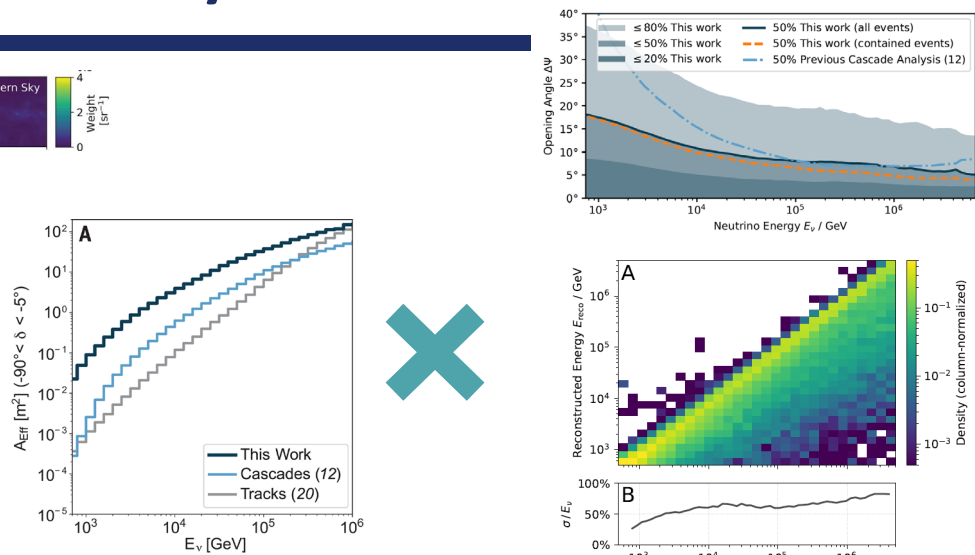 ern Sky
4
2
0
Weight
[sr⁻¹]
40°
35°
30°
25°
20°
15°
10°
5°
0°
Opening Angle ΔΨ
≤80% This work
≤50% This work
≤20% This work
50% This work (all events)
50% This work (contained events)
50% Previous Cascade Analysis (12)
10³
10⁴
10⁵
10⁶
Neutrino Energy Eᵥ / GeV
A
10²
10¹
10⁰
10⁻¹
10⁻²
10⁻³
10⁻⁴
10⁻⁵
A_Eff [m²] (-90°< δ < -5°)
This Work
Cascades (12)
Tracks (20)
10³
10⁴
10⁵
10⁶
Eᵥ [GeV]
A
10⁶
10⁵
10⁴
10³
Reconstructed Energy E_reco / GeV
10⁻¹
10⁻²
10⁻³
Density (column-normalized)
B
100%
50%
0%
σ/Eᵥ